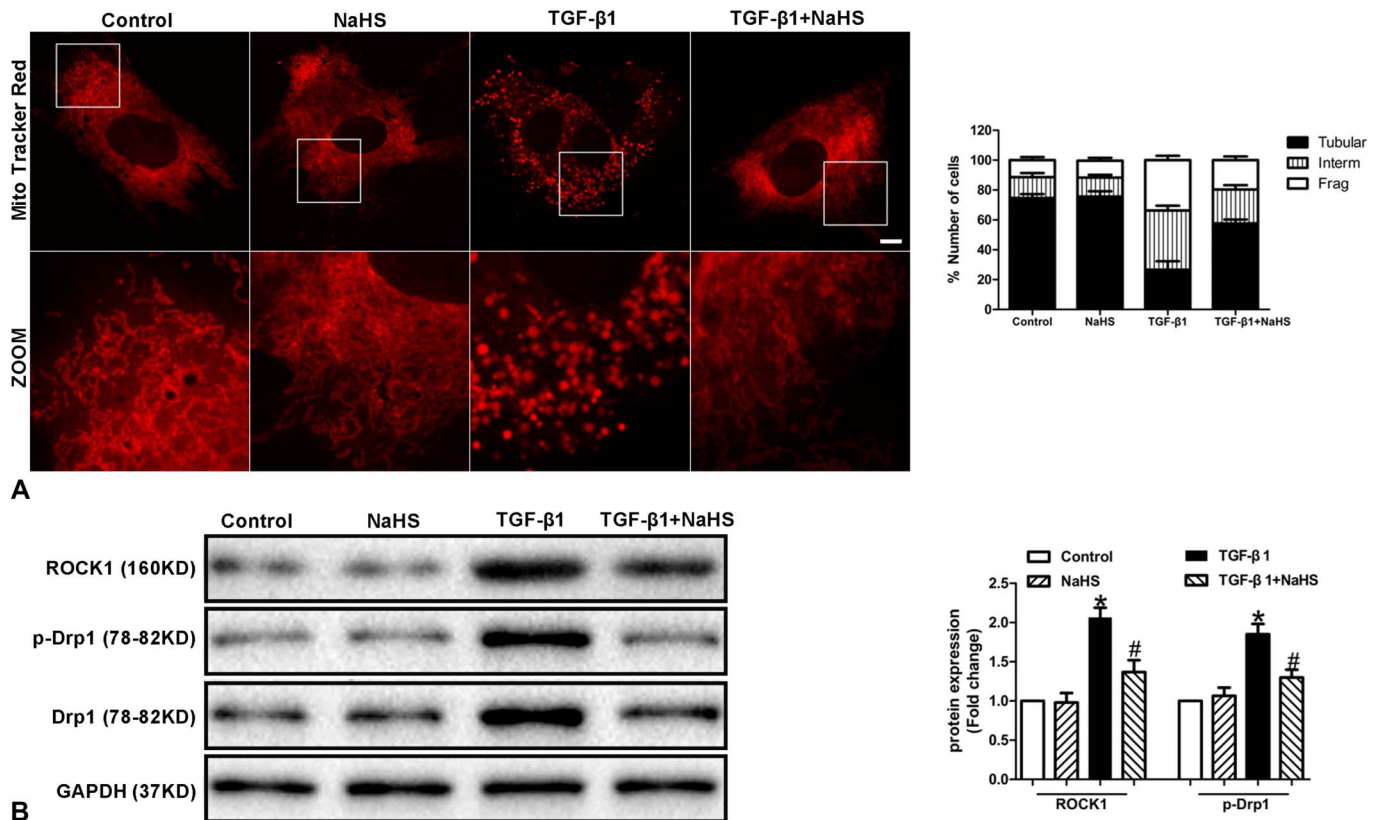 Control NaHS TGF-β1 TGF-β1+NaHS
Mito Tracker Red
ZOOM
A
120
100
80
60
40
20
0
% Number of cells
Control NaHS TGF-β1 TGF-β1+NaHS
Tubular
Interm
Frag
Control NaHS TGF-β1 TGF-β1+NaHS
ROCK1 (160KD)
p-Drp1 (78-82KD)
Drp1 (78-82KD)
GAPDH (37KD)
B
Control TGF-β 1
NaHS TGF-β 1+NaHS
2.5
2.0
1.5
1.0
0.5
0.0
protein expression
(Fold change)
* # * #
ROCK1 p-Drp1